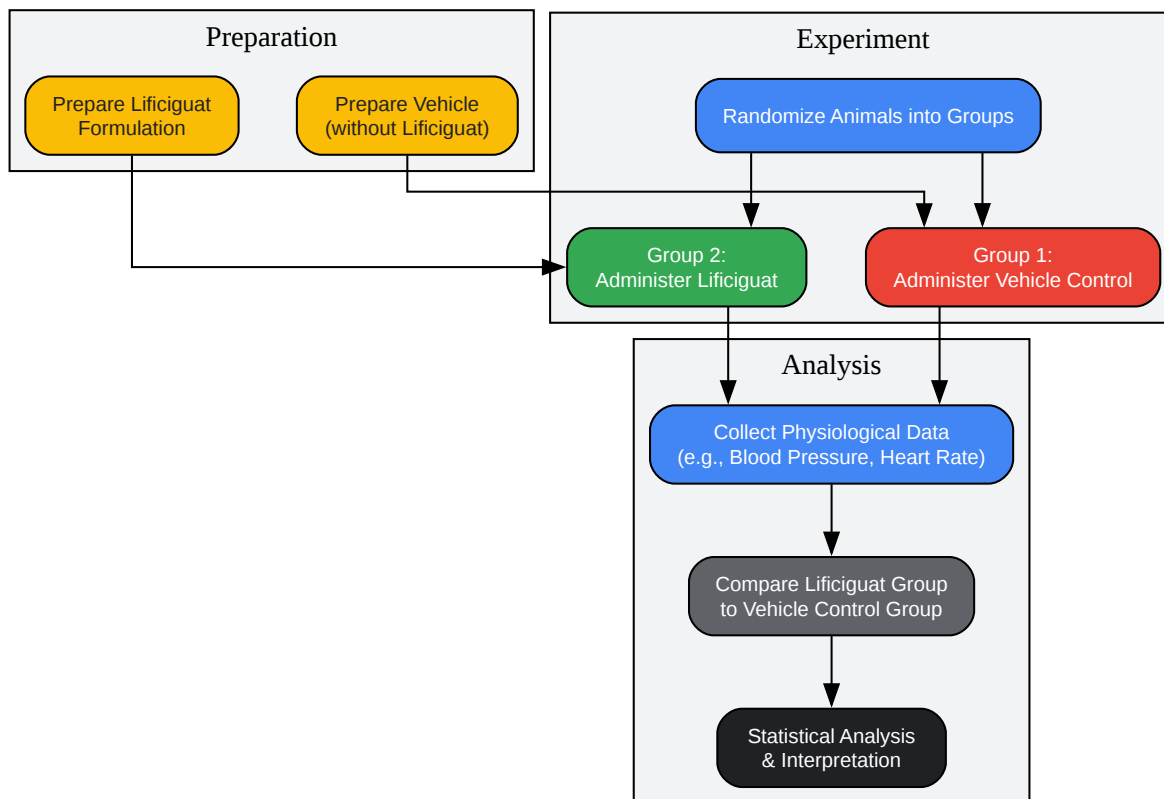 Preparation
Prepare Lificiguat
Formulation
Prepare Vehicle
(without Lificiguat)
Experiment
Randomize Animals into Groups
Group 2:
Administer Lificiguat
Group 1:
Administer Vehicle Control
Analysis
Collect Physiological Data
(e.g., Blood Pressure, Heart Rate)
Compare Lificiguat Group
to Vehicle Control Group
Statistical Analysis
& Interpretation